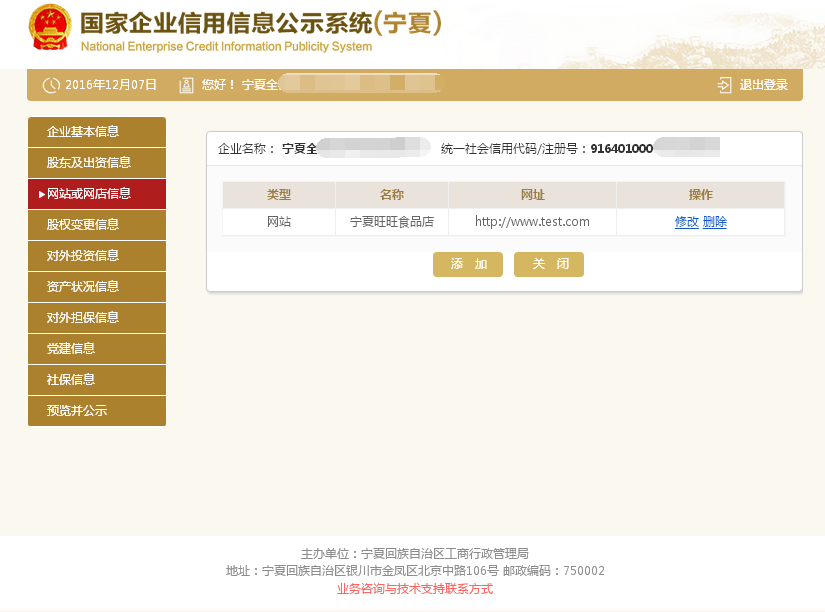 国家企业信用信息公示系统(宁夏)
National Enterprise Credit Information Publicity System
2016年12月07日 您好！ 宁夏全
退出登录
企业基本信息
股东及出资信息
网站或网店信息
股权变更信息
对外投资信息
资产状况信息
对外担保信息
党建信息
社保信息
预览并公示
企业名称： 宁夏全 统一社会信用代码/注册号：916401000
类型 名称 网址 操作
网站 宁夏旺旺食品店 http://www.test.com 修改 删除
添 加 关 闭
主办单位：宁夏回族自治区工商行政管理局
地址：宁夏回族自治区银川市金凤区北京中路106号 邮政编码：750002
业务咨询与技术支持联系方式